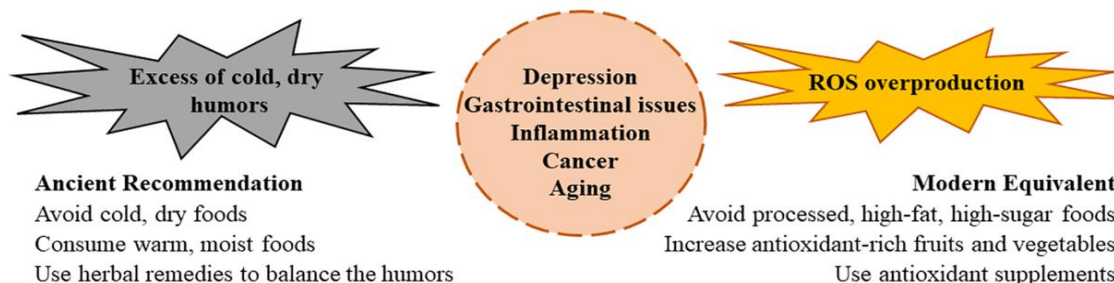 Excess of cold, dry
humors
Depression
Gastrointestinal issues
Inflammation
Cancer
Aging
ROS overproduction
Ancient Recommendation
Avoid cold, dry foods
Consume warm, moist foods
Use herbal remedies to balance the humors
Modern Equivalent
Avoid processed, high-fat, high-sugar foods
Increase antioxidant-rich fruits and vegetables
Use antioxidant supplements